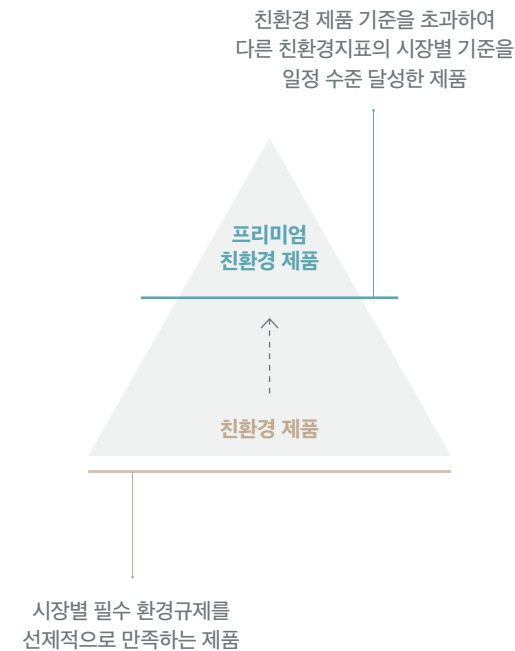 친환경 제품 기준을 초과하여
다른 친환경지표의 시장별 기준을
일정 수준 달성한 제품
프리미엄
친환경 제품
친환경 제품
시장별 필수 환경규제를
선제적으로 만족하는 제품